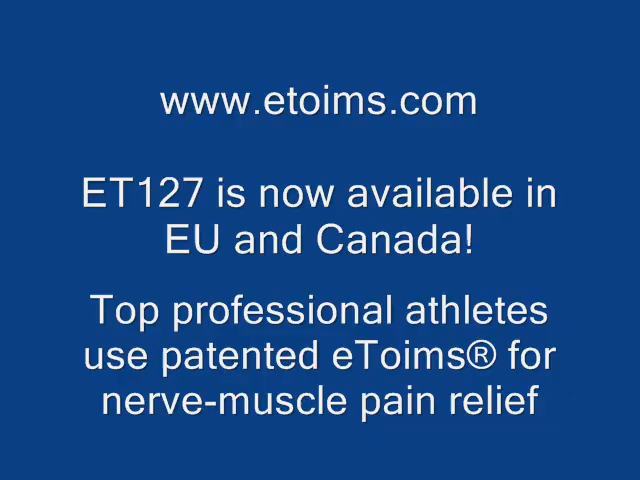 www.etoims.com
ET127 is now available in
EU and Canada!
Top professional athletes
use patented eToims® for
nerve-muscle pain relief